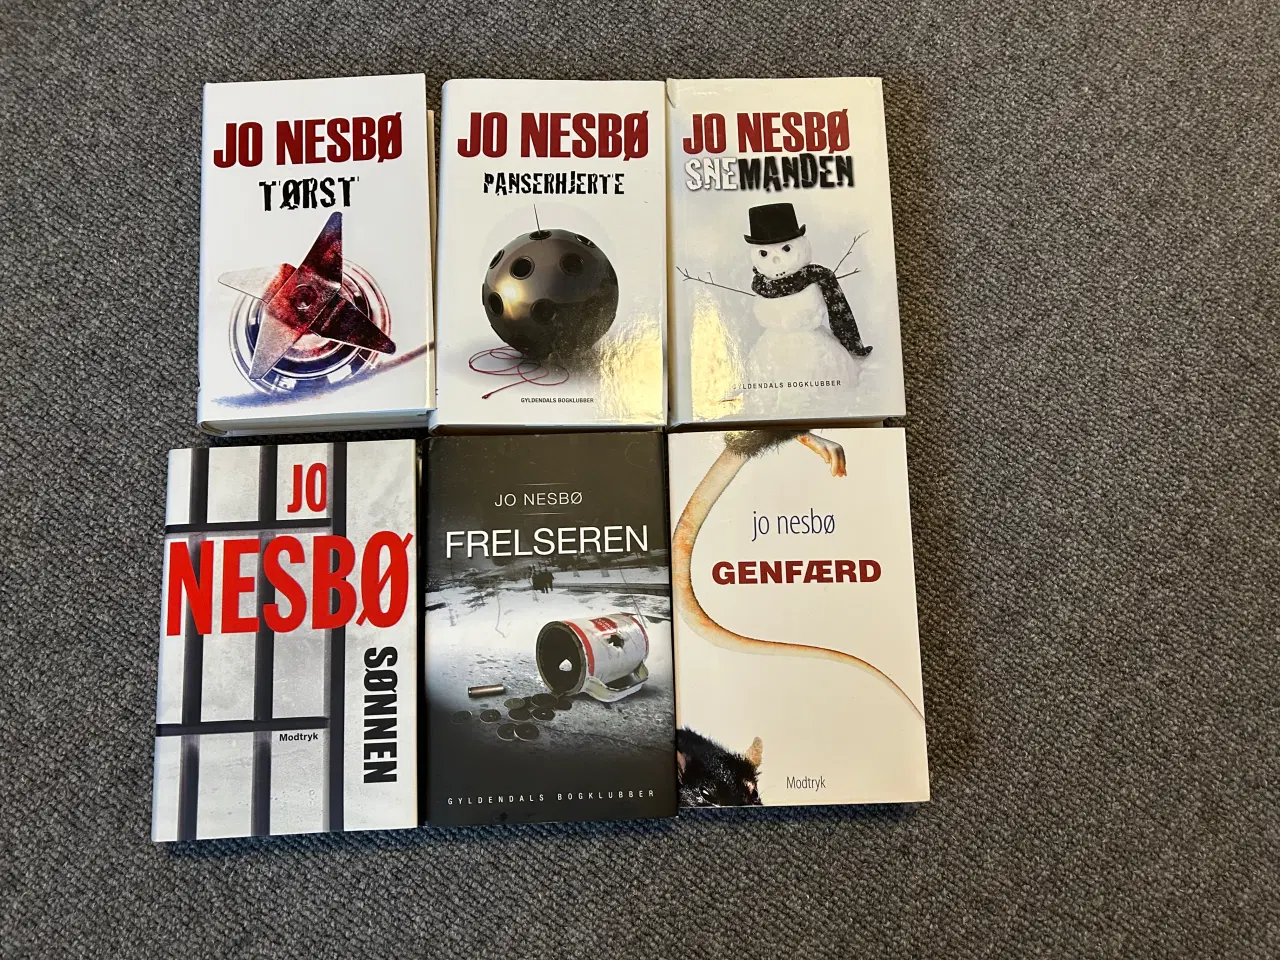 JO NESBØ
TØRST
JO NESBØ
PANSERHJERTE
GYLDENDALS BOGKLUBBER
JO NESBØ
SNEMANDEN
GYLDENDALS BOGKLUBBER
JO
NESBØ
SØNNEN
Modtryk
JO NESBØ
FRELSEREN
GYLDENDALS BOGKLUBBER
jo nesbø
GENFÆRD
Modtryk